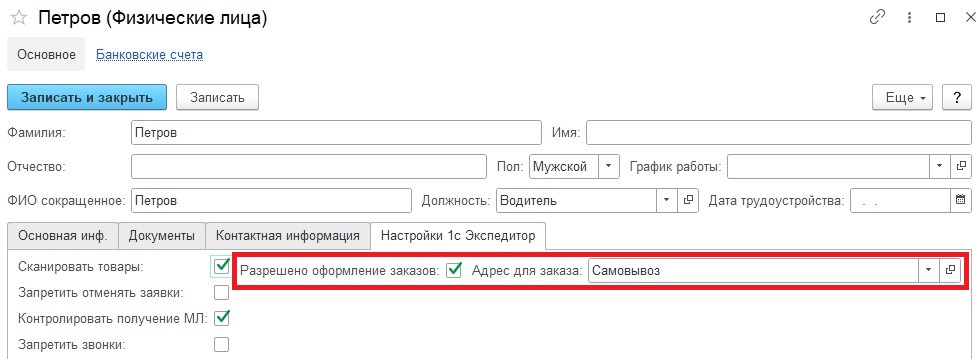 Петров (Физические лица)
Основное Банковские счета
Записать и закрыть Записать Еще ?
Фамилия: Петров Имя:
Отчество: Пол: Мужской График работы:
ФИО сокращенное: Петров Должность: Водитель Дата трудоустройства: . .
Основная инф. Документы Контактная информация Настройки 1с Экспедитор
Сканировать товары: Разрешено оформление заказов: Адрес для заказа: Самовывоз
Запретить отменять заявки:
Контролировать получение МЛ:
Запретить звонки: